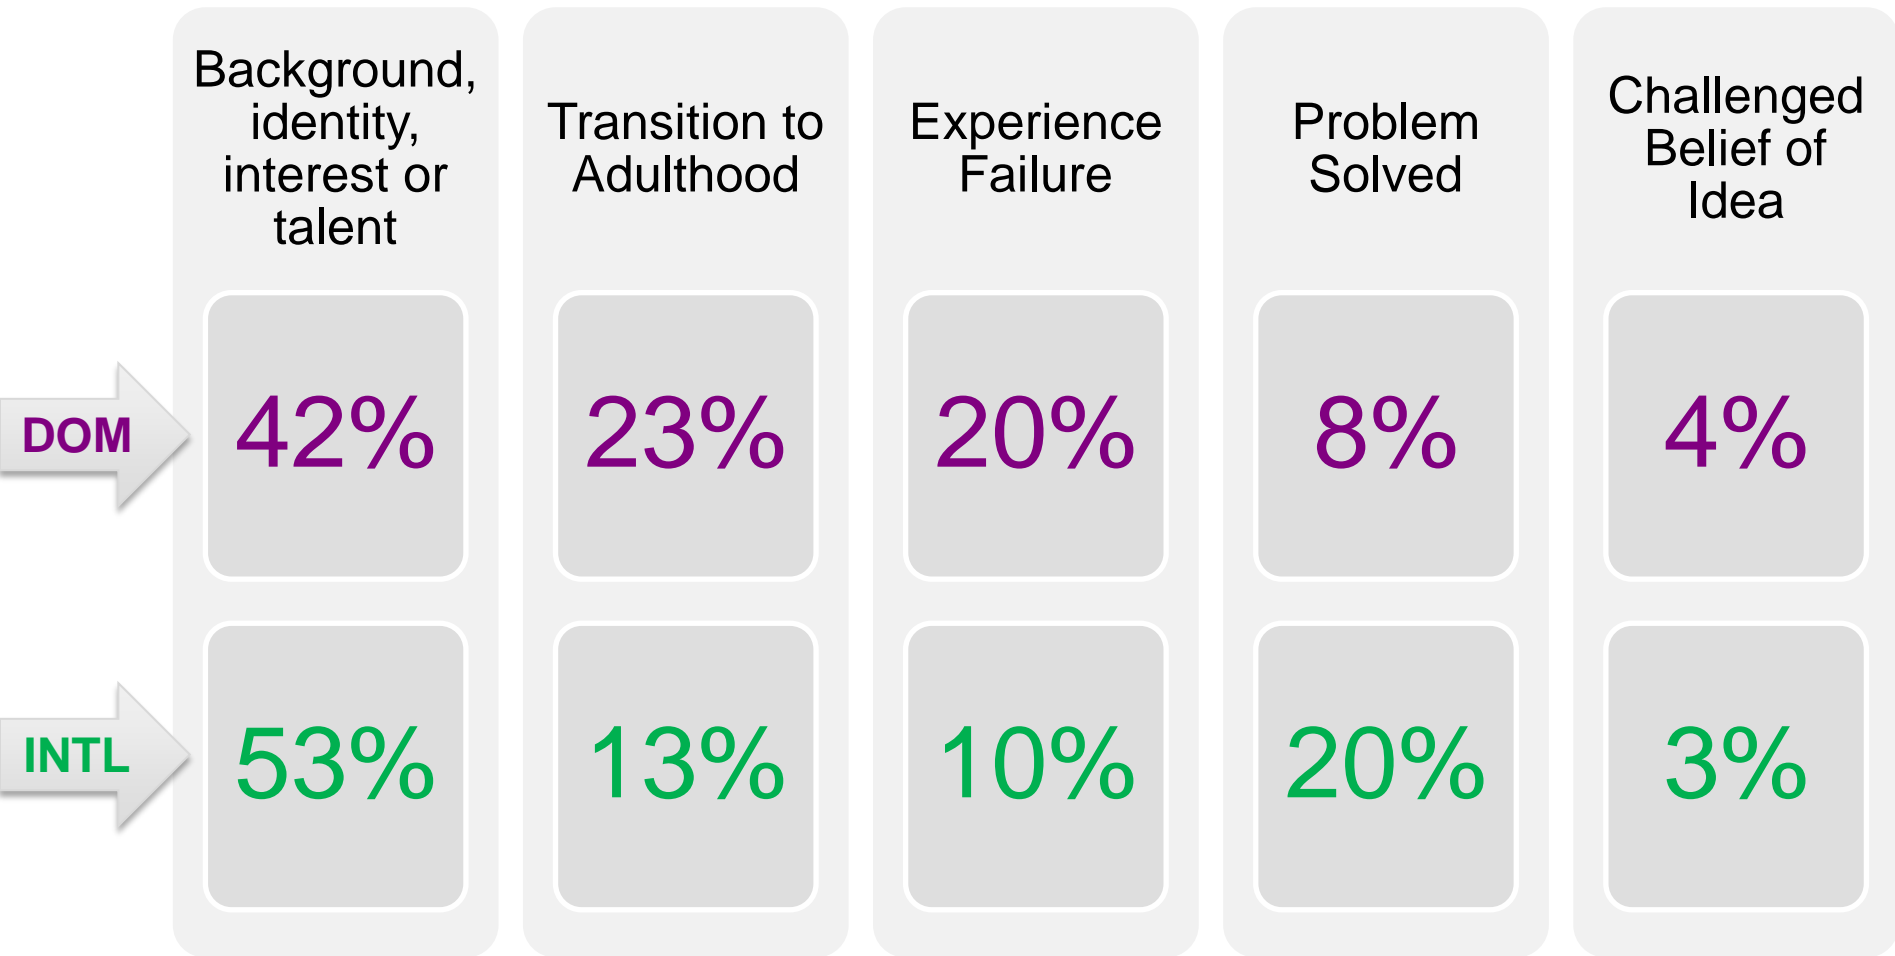 Background,
identity,
interest or
talent
Transition to
Adulthood
Experience
Failure
Problem
Solved
Challenged
Belief of
Idea
DOM
42%
23%
20%
8%
4%
INTL
53%
13%
10%
20%
3%